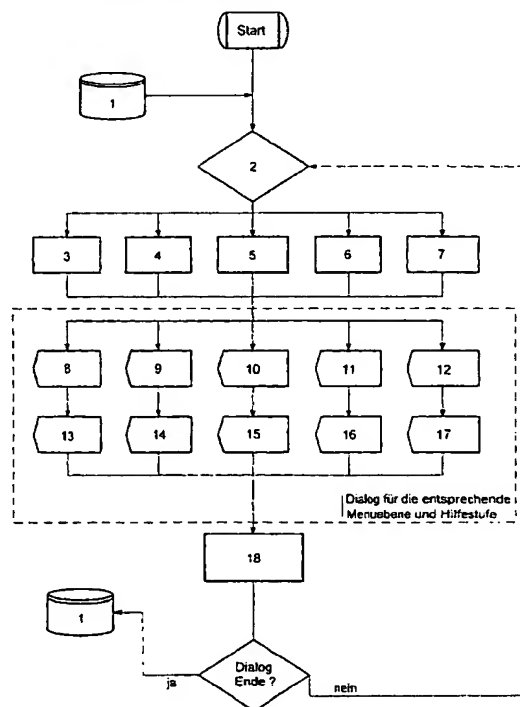 Start
1
2
3 4 5 6 7
8 9 10 11 12
13 14 15 16 17
Dialog für die entsprechende
Menuebene und Hilfestufe
18
1
Dialog
Ende ?
ja
nein